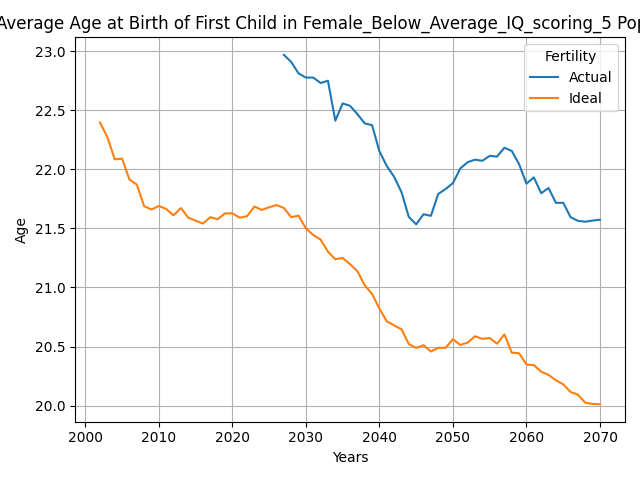 Average Age at Birth of First Child in Female_Below_Average_IQ_scoring_5 Pop
Fertility
Actual
Ideal
23.0
22.5
22.0
21.5
21.0
20.5
20.0
Age
2000 2010 2020 2030 2040 2050 2060 2070
Years